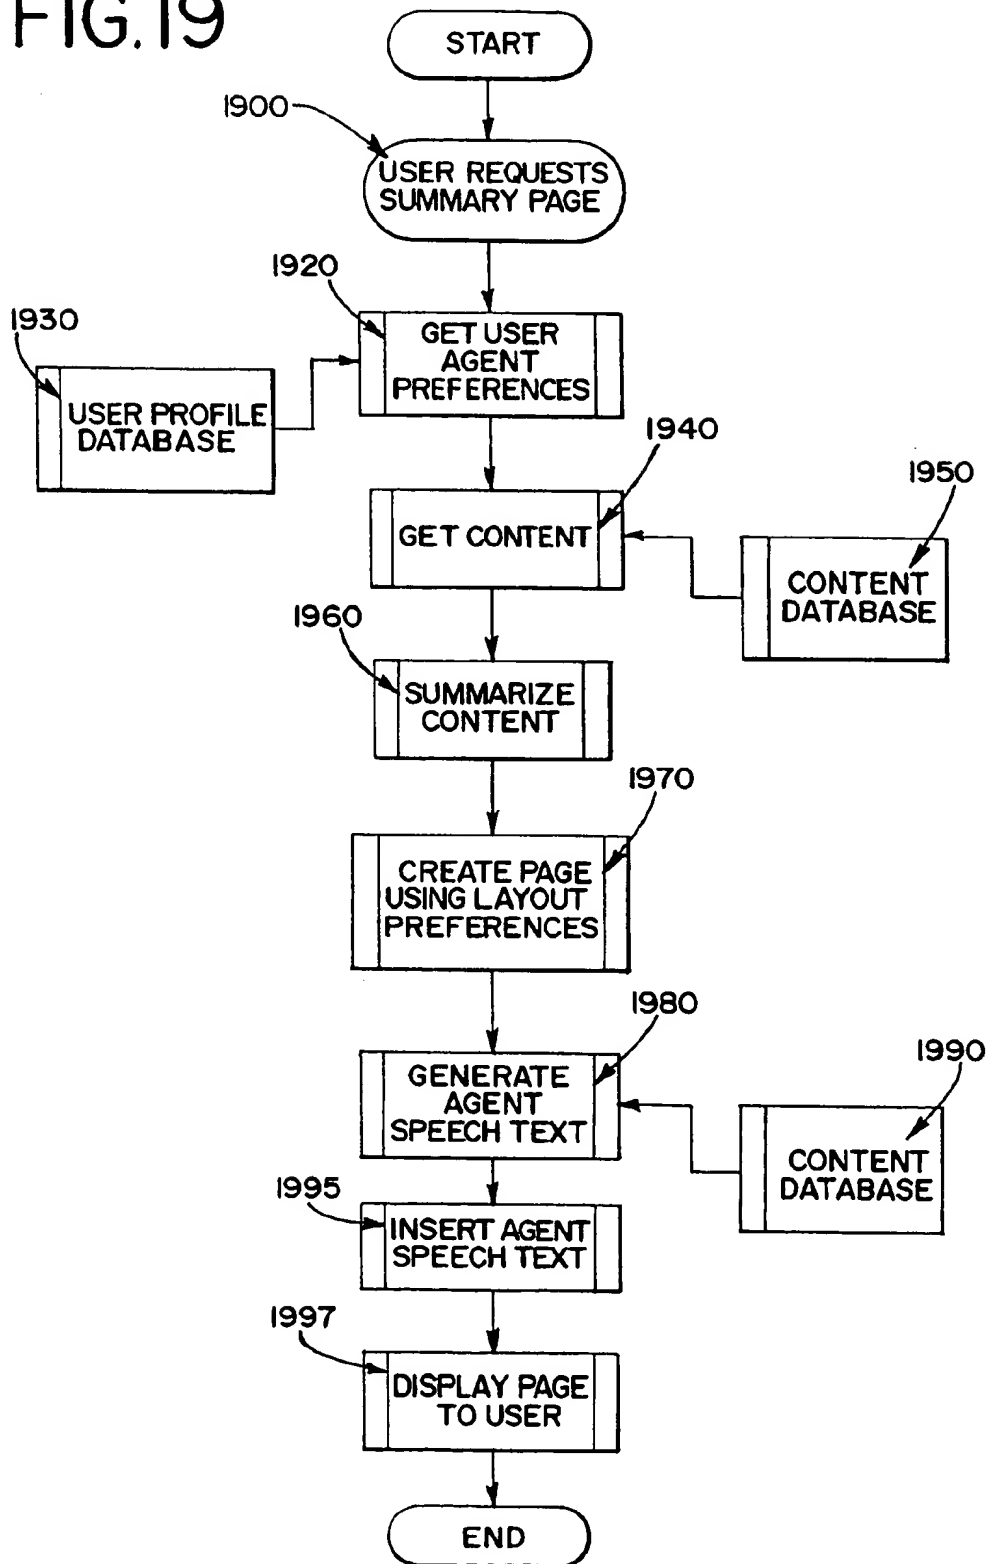 FIG.19
START
1900
USER REQUESTS
SUMMARY PAGE
1920
GET USER
AGENT
PREFERENCES
1930
USER PROFILE
DATABASE
1940
GET CONTENT
1950
CONTENT
DATABASE
1960
SUMMARIZE
CONTENT
1970
CREATE PAGE
USING LAYOUT
PREFERENCES
1980
GENERATE
AGENT
SPEECH TEXT
1990
CONTENT
DATABASE
1995
INSERT AGENT
SPEECH TEXT
1997
DISPLAY PAGE
TO USER
END